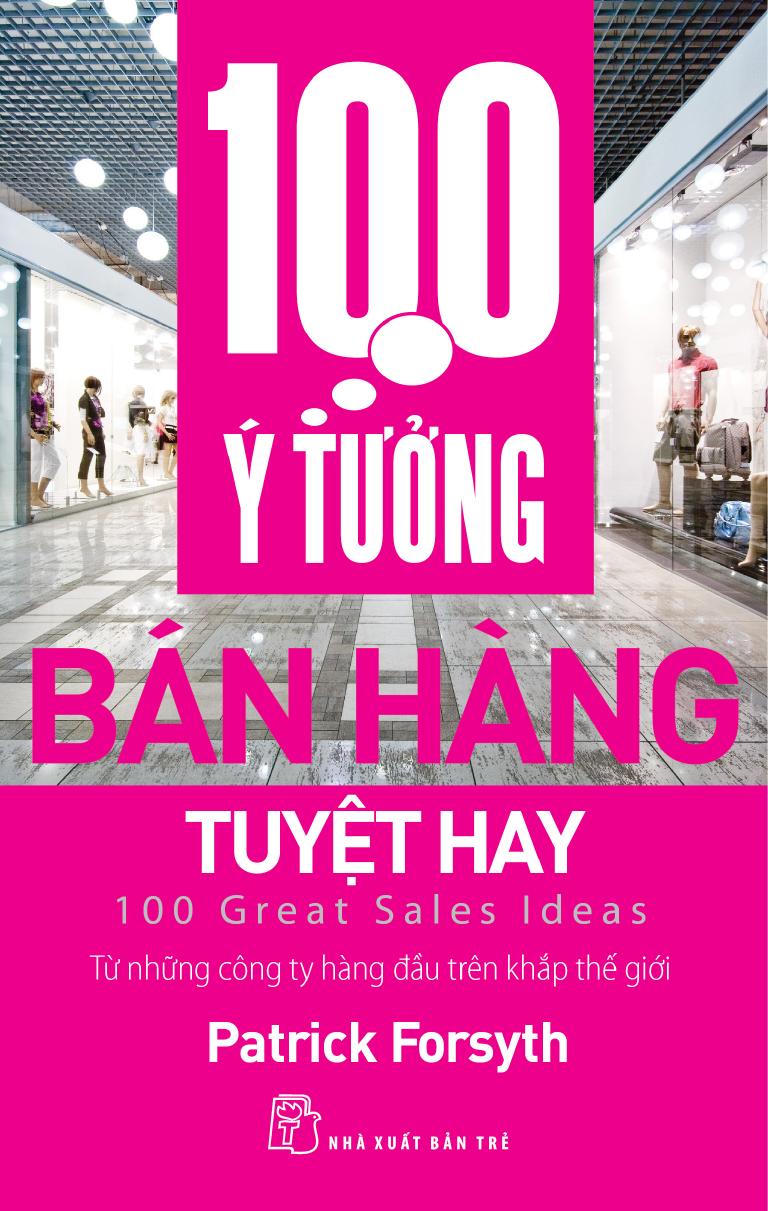 100
Ý TƯỞNG
BÁN HÀNG
TUYỆT HAY
100 Great Sales Ideas
Từ những công ty hàng đầu trên khắp thế giới
Patrick Forsyth
T
NHÀ XUẤT BẢN TRẺ